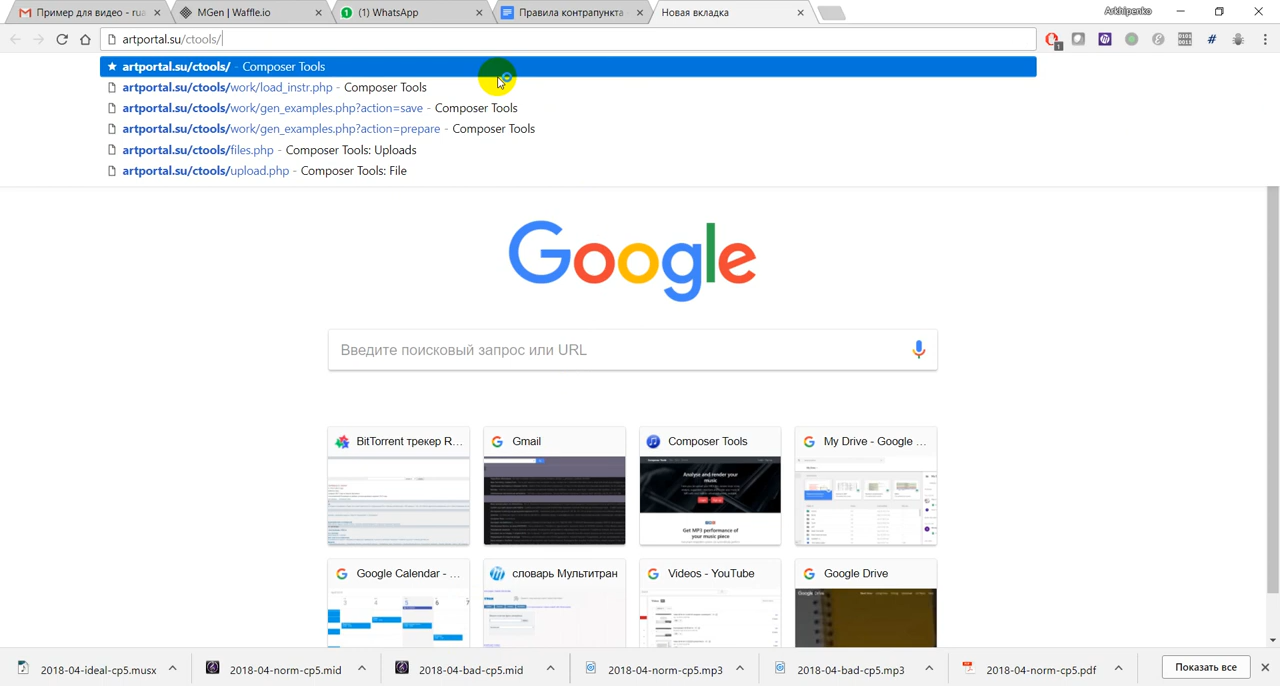 Пример для видео - rua
MGen | Waffle.io
(1) WhatsApp
Правила контрапункта
Новая вкладка
Arkhipenko
artportal.su/ctools/
artportal.su/ctools/ - Composer Tools
artportal.su/ctools/work/load_instr.php - Composer Tools
artportal.su/ctools/work/gen_examples.php?action=save - Composer Tools
artportal.su/ctools/work/gen_examples.php?action=prepare - Composer Tools
artportal.su/ctools/files.php - Composer Tools: Uploads
artportal.su/ctools/upload.php - Composer Tools: File
Google
Введите поисковый запрос или URL
BitTorrent трекер R...
Gmail
Composer Tools
My Drive - Google ...
Analyse and render your
music
Get MP3 performance of
your music piece
Google Calendar - ...
словарь Мультитран
Videos - YouTube
Google Drive
2018-04-ideal-cp5.musx
2018-04-norm-cp5.mid
2018-04-bad-cp5.mid
2018-04-norm-cp5.mp3
2018-04-bad-cp5.mp3
2018-04-norm-cp5.pdf
Показать все